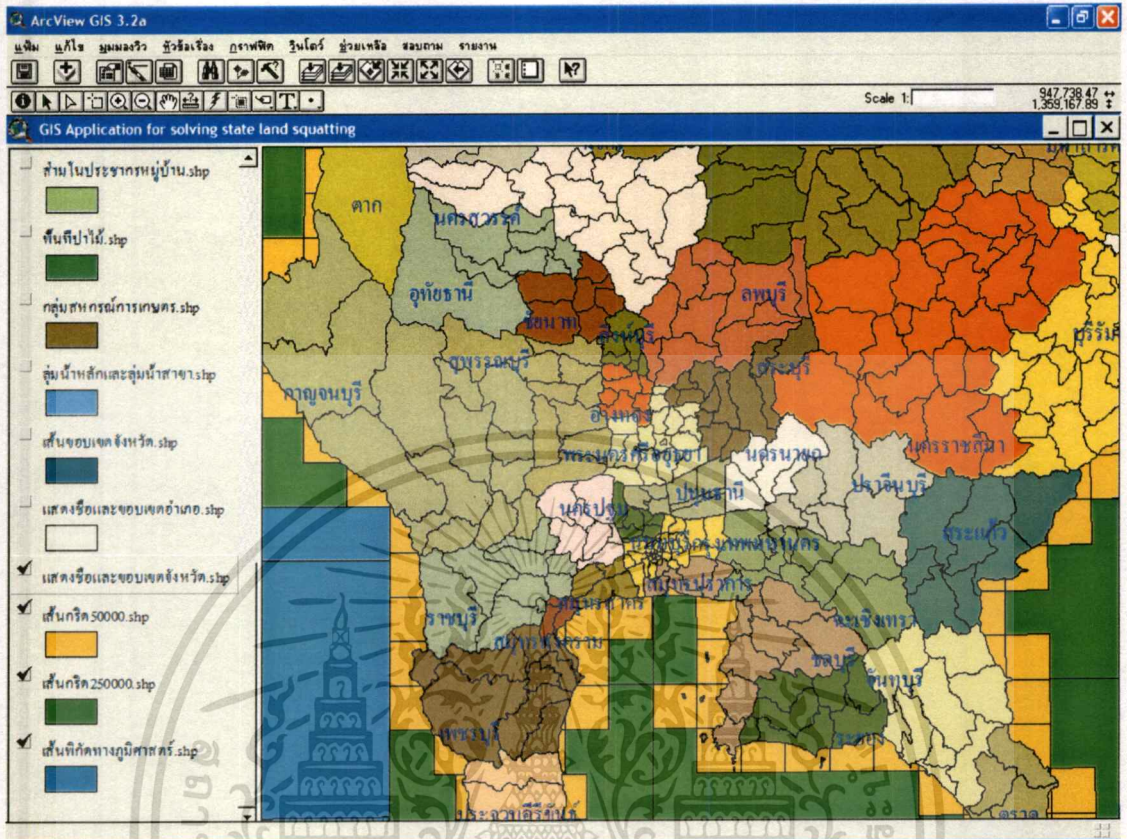 ArcView GIS 3.2a
แฟ้ม แก้ไข มุมมองวิว หัวข้อเรื่อง กราฟฟิค วินโดว์ ช่วยเหลือ สอบถาม รายงาน
Scale 1:
947,738.47
1,359,167.89
GIS Application for solving state land squatting
สำมโนประชากรหมู่บ้าน.shp
พื้นที่ป่าไม้.shp
กลุ่มสหกรณ์การเกษตร.shp
ลุ่มน้ำหลักและลุ่มน้ำสาขา.shp
เส้นขอบเขตจังหวัด.shp
แสดงชื่อและขอบเขตอำเภอ.shp
แสดงชื่อและขอบเขตจังหวัด.shp
เส้นกริด50000.shp
เส้นกริด250000.shp
เส้นพิกัดทางภูมิศาสตร์.shp
ตาก
นครสวรรค์
อุทัยธานี
ชัยนาท
สิงห์บุรี
ลพบุรี
บุรีรัม
สุพรรณบุรี
สระบุรี
กาญจนบุรี
อ่างทอง
พระนครศรีอยุธยา
นครนายก
นครราชสีมา
ปราจีนบุรี
ปทุมธานี
นครปฐม
สระแก้ว
กรุงเทพมหานคร
สมุทรปราการ
สมุทรสาคร
ราชบุรี
ฉะเชิงเทรา
สมุทรสงคราม
ชลบุรี
จันทบุรี
เพชรบุรี
ระยอง
ประจวบคีรีขันธ์
ตราด